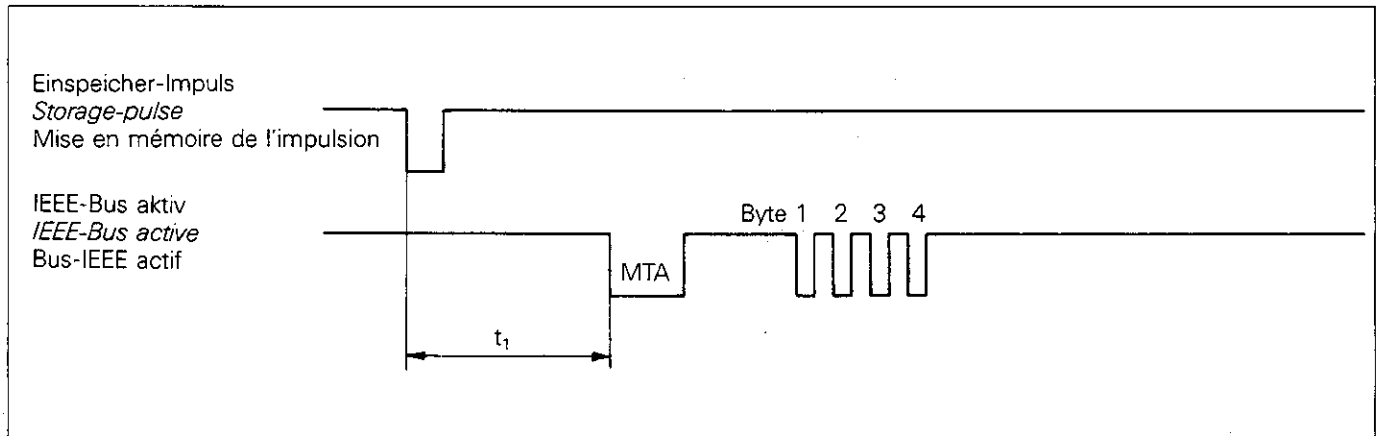 Einspeicher-Impuls
Storage-pulse
Mise en mémoire de l'impulsion
IEEE-Bus aktiv
IEEE-Bus active
Bus-IEEE actif
Byte 1 2 3 4
MTA
t₁